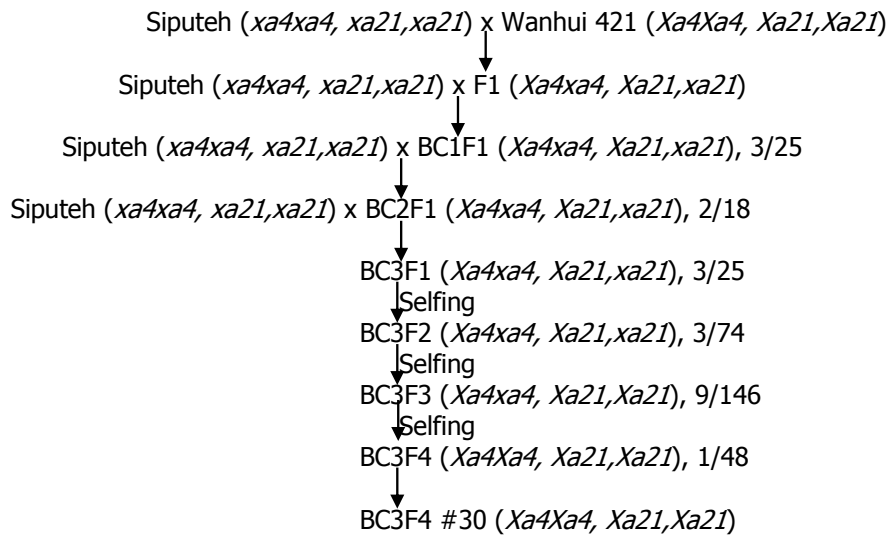 Siputeh (xa4xa4, xa21,xa21) x Wanhui 421 (Xa4Xa4, Xa21,Xa21)
Siputeh (xa4xa4, xa21,xa21) x F1 (Xa4xa4, Xa21,xa21)
Siputeh (xa4xa4, xa21,xa21) x BC1F1 (Xa4xa4, Xa21,xa21), 3/25
Siputeh (xa4xa4, xa21,xa21) x BC2F1 (Xa4xa4, Xa21,xa21), 2/18
BC3F1 (Xa4xa4, Xa21,xa21), 3/25
Selfing
BC3F2 (Xa4xa4, Xa21,xa21), 3/74
Selfing
BC3F3 (Xa4xa4, Xa21,Xa21), 9/146
Selfing
BC3F4 (Xa4Xa4, Xa21,Xa21), 1/48
BC3F4 #30 (Xa4Xa4, Xa21,Xa21)